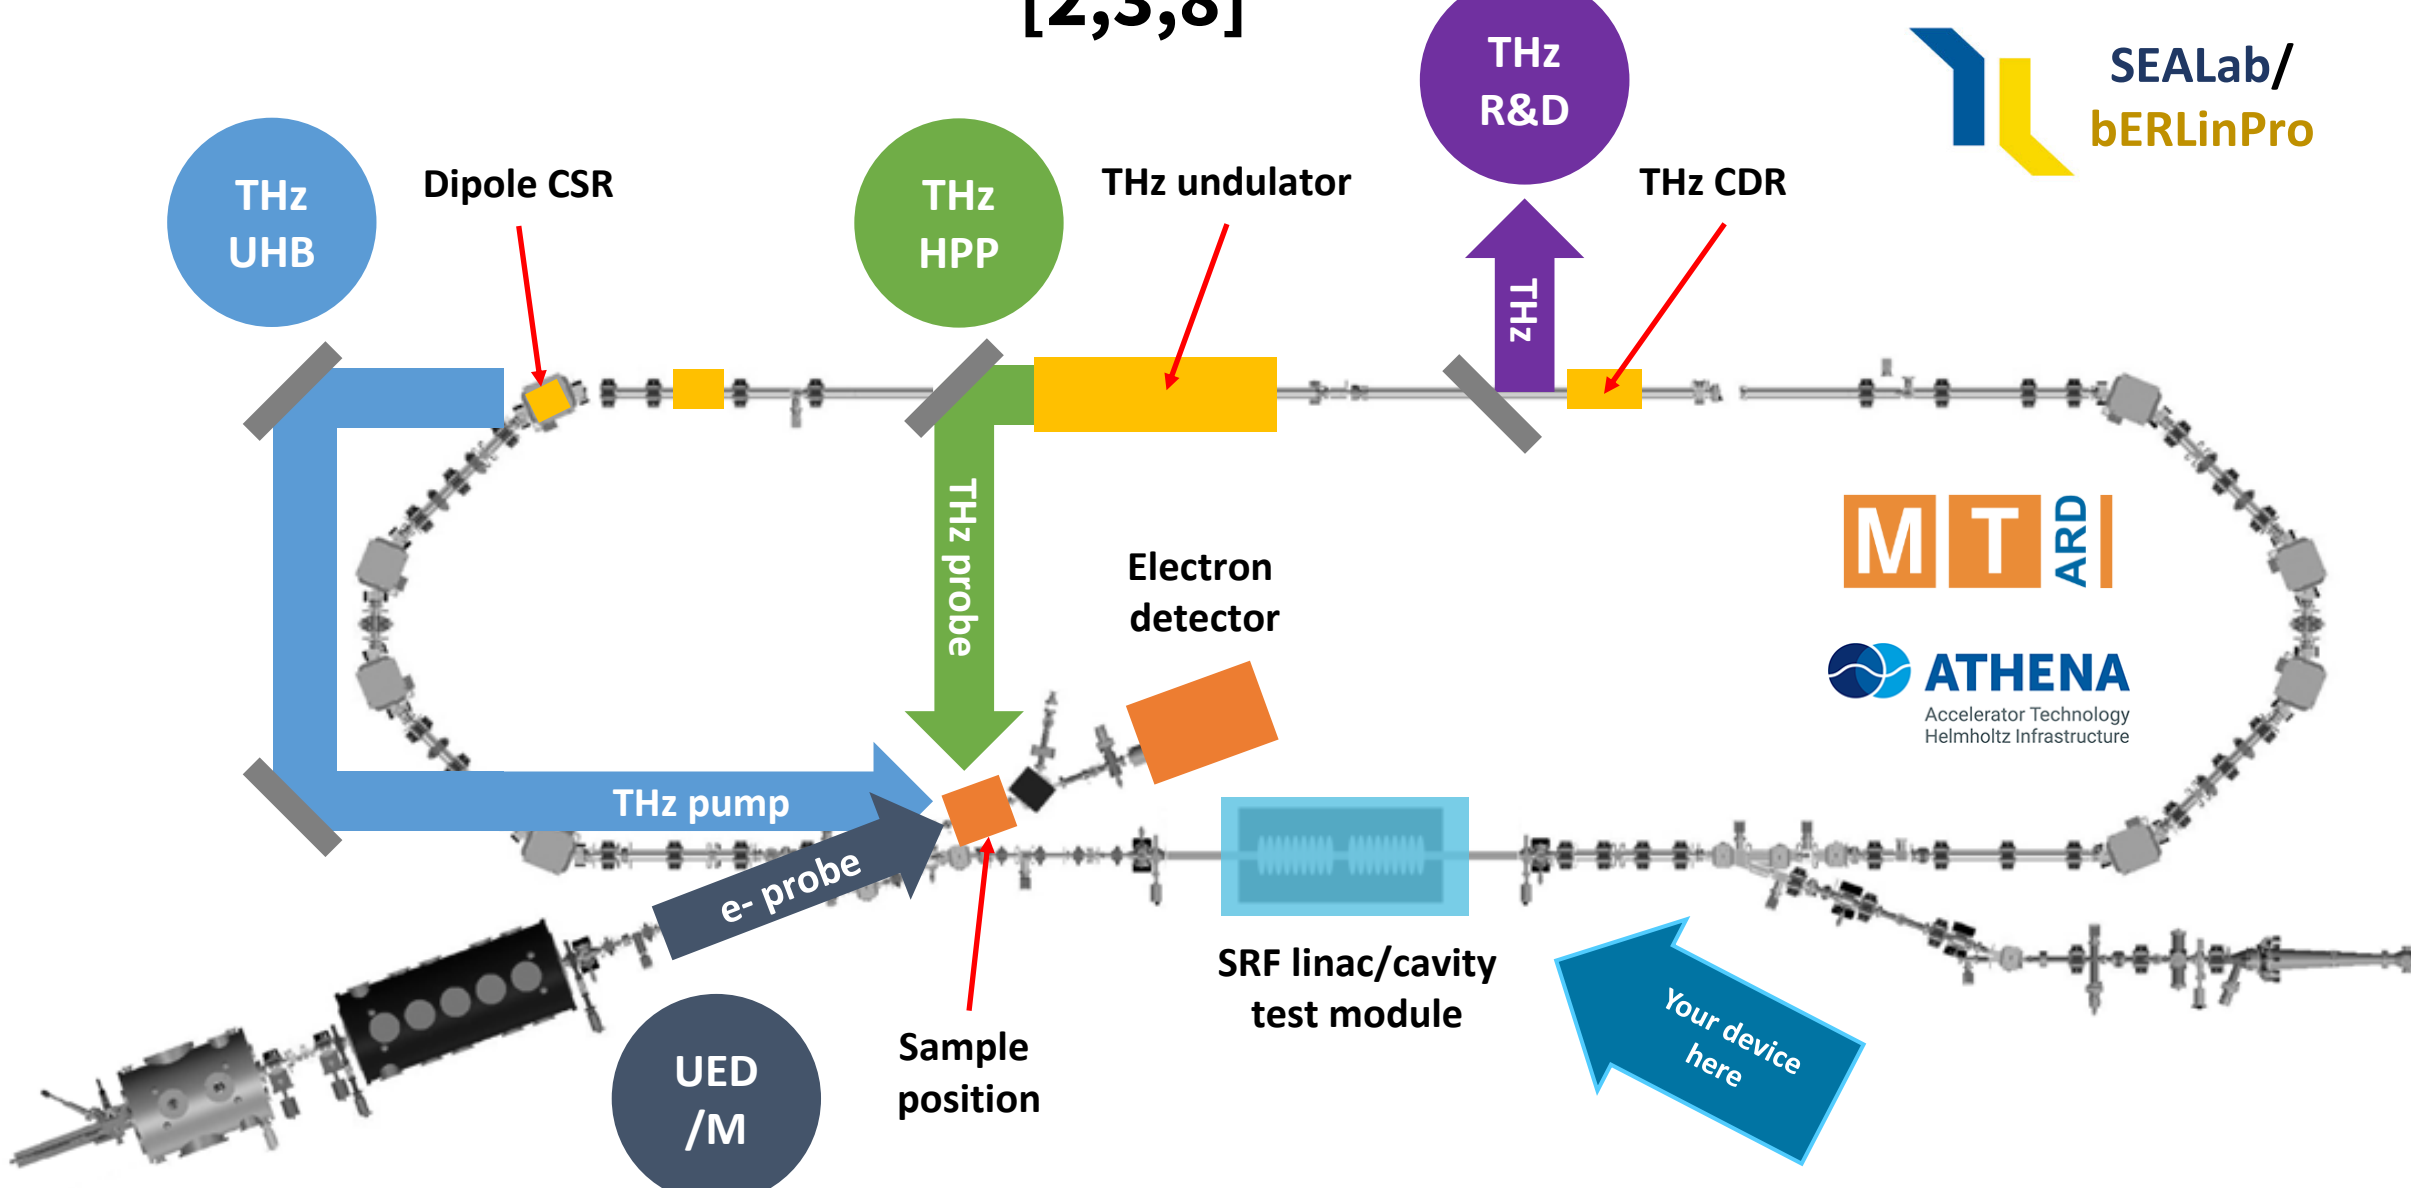 [2,3,8]
THz
R&D
SEALab/
bERLinPro
THz
UHB
Dipole CSR
THz
HPP
THz undulator
THz CDR
THz
THz probe
MT ARD
Electron
detector
ATHENA
Accelerator Technology
Helmholtz Infrastructure
THz pump
e- probe
SRF linac/cavity
test module
Your device
here
Sample
position
UED
/M